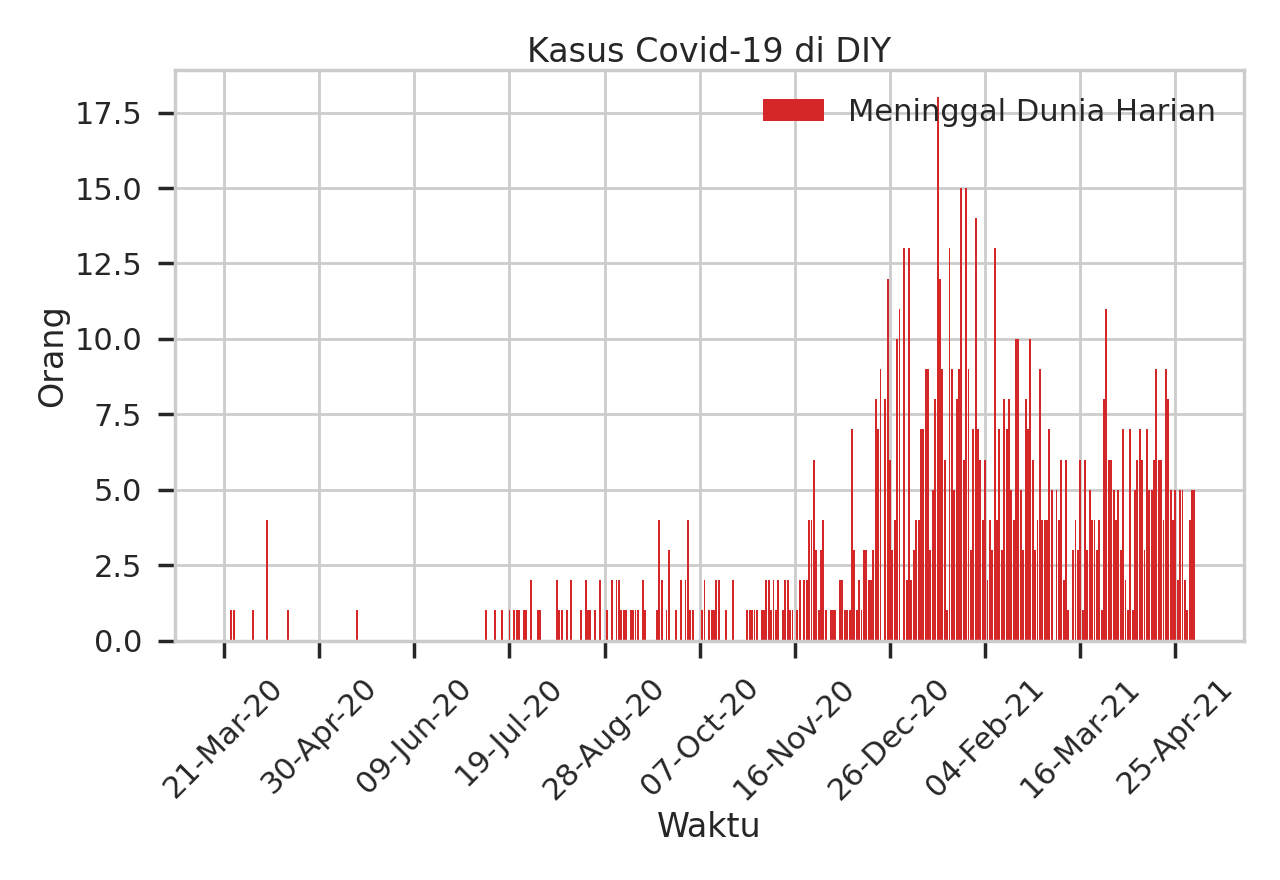 Kasus Covid-19 di DIY
Meninggal Dunia Harian
17.5
15.0
12.5
10.0
7.5
5.0
2.5
0.0
Orang
21-Mar-20
30-Apr-20
09-Jun-20
19-Jul-20
28-Aug-20
07-Oct-20
16-Nov-20
26-Dec-20
04-Feb-21
16-Mar-21
25-Apr-21
Waktu